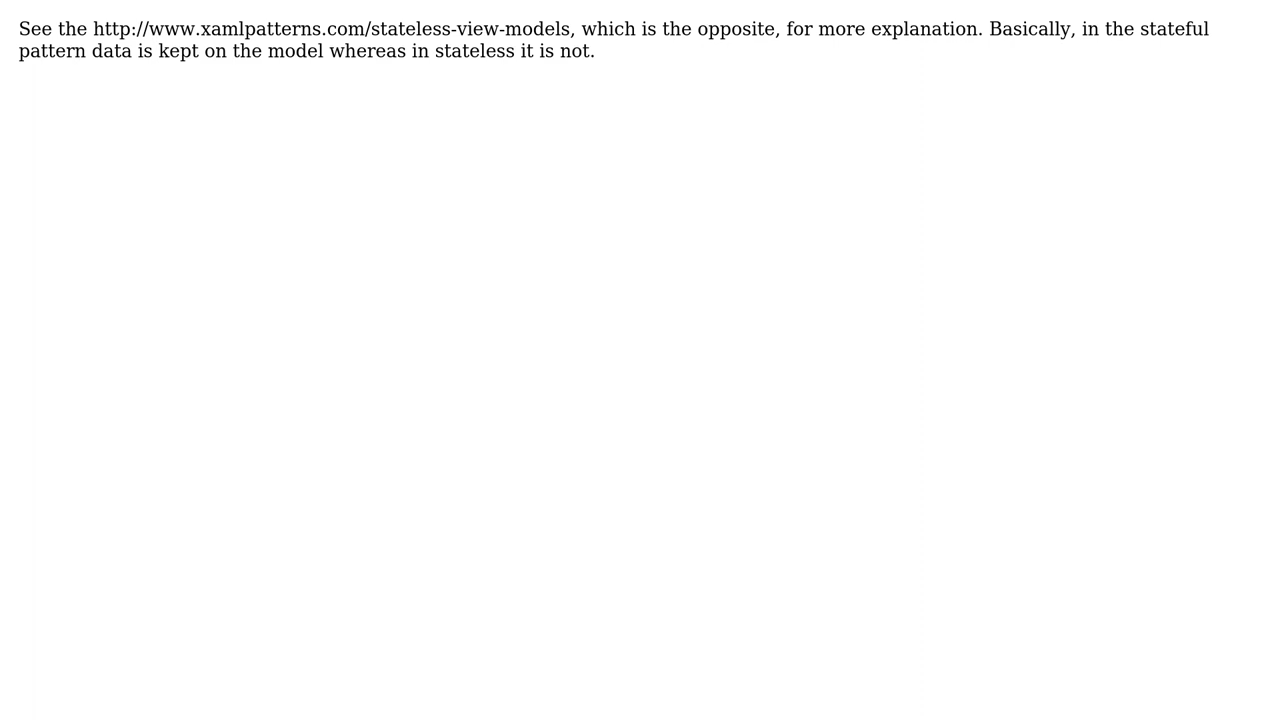 See the http://www.xamlpatterns.com/stateless-view-models, which is the opposite, for more explanation. Basically, in the stateful
pattern data is kept on the model whereas in stateless it is not.